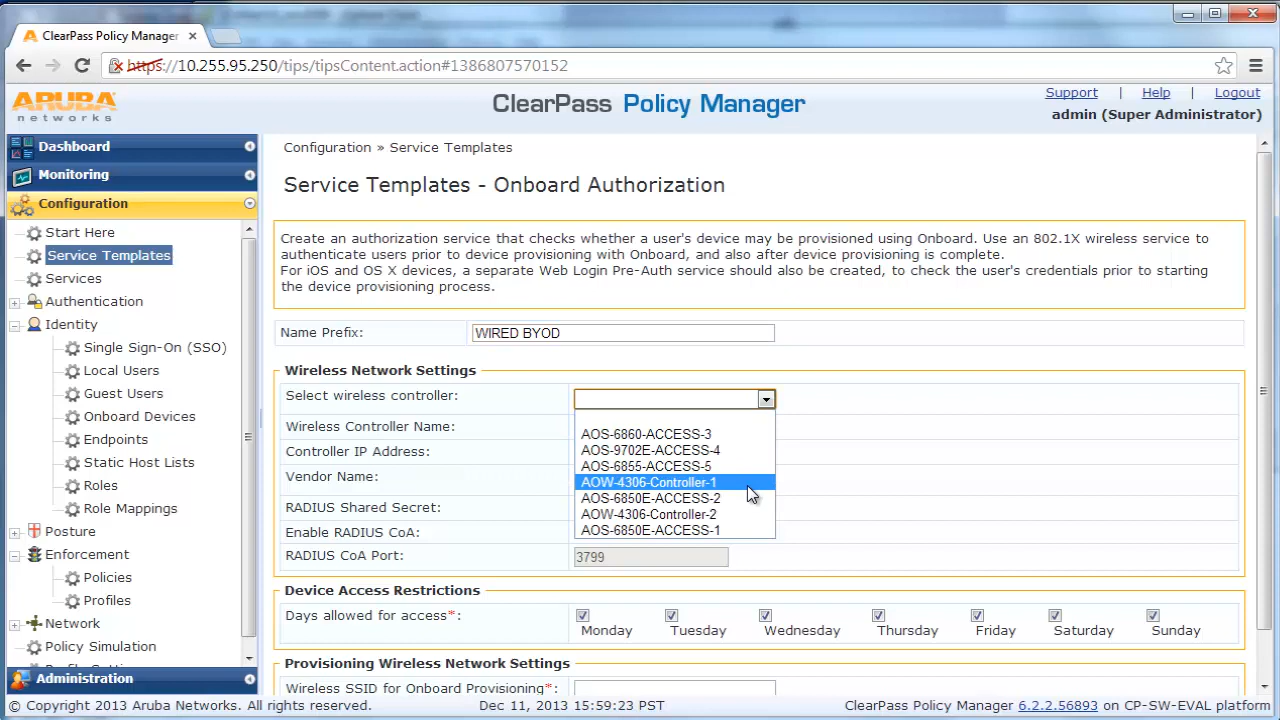 ClearPass Policy Manager
https://10.255.95.250/tips/tipsContent.action#1386807570152
ARUBA
networks
ClearPass Policy Manager
Support | Help | Logout
admin (Super Administrator)
Dashboard
Monitoring
Configuration
Start Here
Service Templates
Services
Authentication
Identity
Single Sign-On (SSO)
Local Users
Guest Users
Onboard Devices
Endpoints
Static Host Lists
Roles
Role Mappings
Posture
Enforcement
Policies
Profiles
Network
Policy Simulation
Administration
Configuration » Service Templates
Service Templates - Onboard Authorization
Create an authorization service that checks whether a user's device may be provisioned using Onboard. Use an 802.1X wireless service to
authenticate users prior to device provisioning with Onboard, and also after device provisioning is complete.
For iOS and OS X devices, a separate Web Login Pre-Auth service should also be created, to check the user's credentials prior to starting
the device provisioning process.
Name Prefix: WIRED BYOD
Wireless Network Settings
Select wireless controller:
AOS-6860-ACCESS-3
AOS-9702E-ACCESS-4
AOS-6855-ACCESS-5
AOW-4306-Controller-1
AOS-6850E-ACCESS-2
AOW-4306-Controller-2
AOS-6850E-ACCESS-1
Wireless Controller Name:
Controller IP Address:
Vendor Name:
RADIUS Shared Secret:
Enable RADIUS CoA:
RADIUS CoA Port: 3799
Device Access Restrictions
Days allowed for access*:
Monday Tuesday Wednesday Thursday Friday Saturday Sunday
Provisioning Wireless Network Settings
Wireless SSID for Onboard Provisioning*:
© Copyright 2013 Aruba Networks. All rights reserved. Dec 11, 2013 15:59:23 PST ClearPass Policy Manager 6.2.2.56893 on CP-SW-EVAL platform